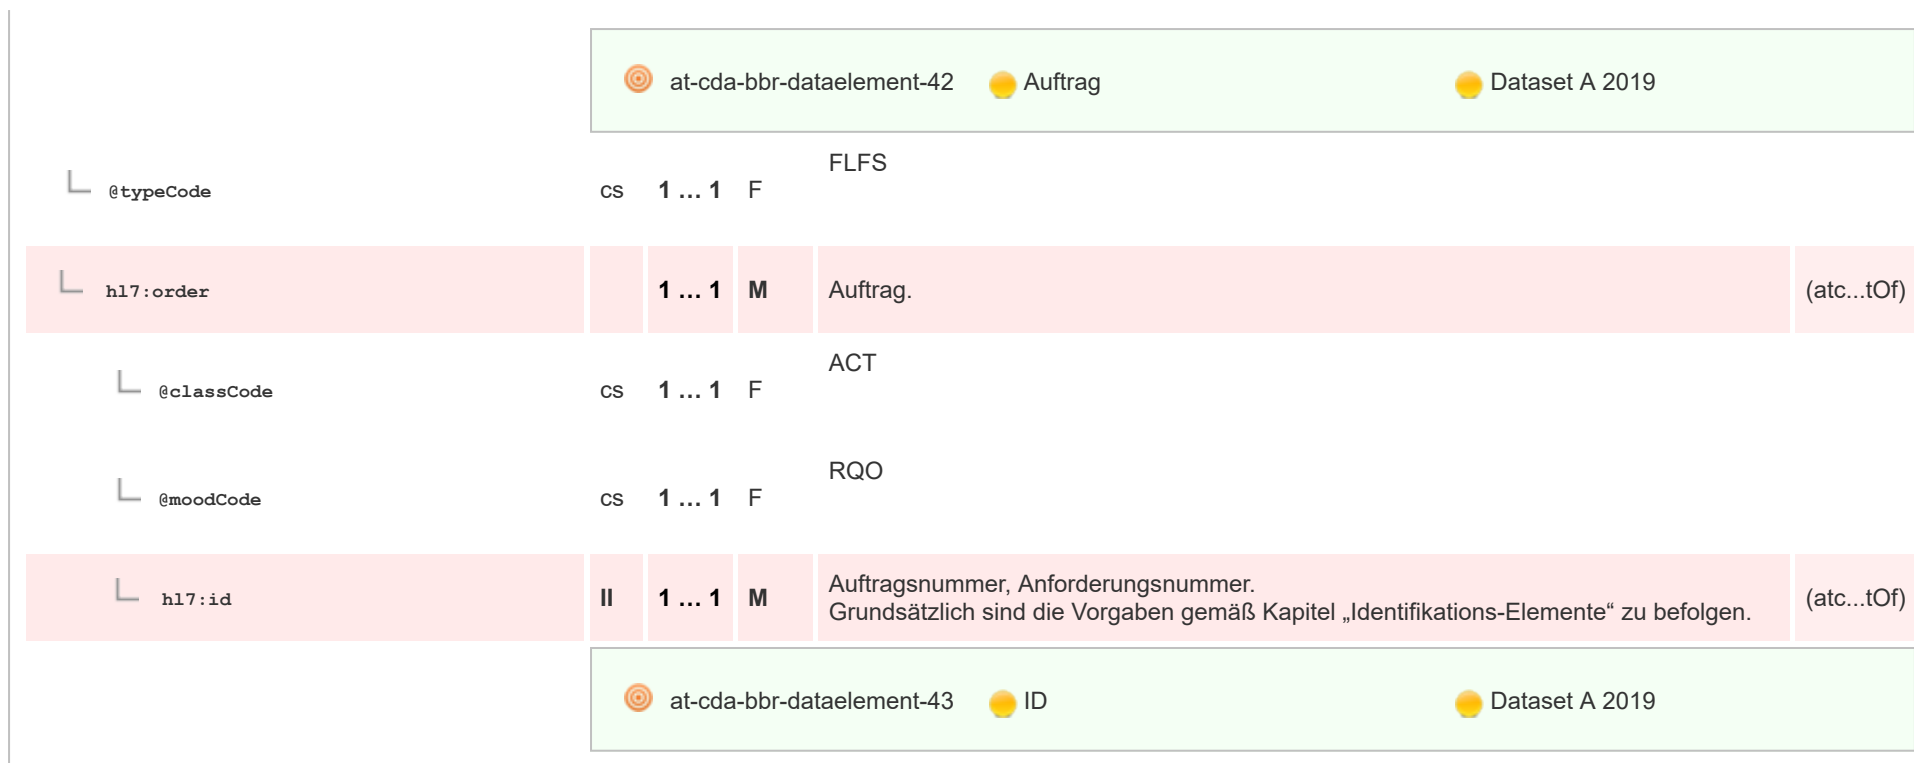 at-cda-bbr-dataelement-42 Auftrag Dataset A 2019
@typeCode cs 1 … 1 F FLFS
hl7:order 1 … 1 M Auftrag. (atc...tOf)
@classCode cs 1 … 1 F ACT
@moodCode cs 1 … 1 F RQO
hl7:id II 1 … 1 M Auftragsnummer, Anforderungsnummer.
Grundsätzlich sind die Vorgaben gemäß Kapitel „Identifikations-Elemente“ zu befolgen. (atc...tOf)
at-cda-bbr-dataelement-43 ID Dataset A 2019